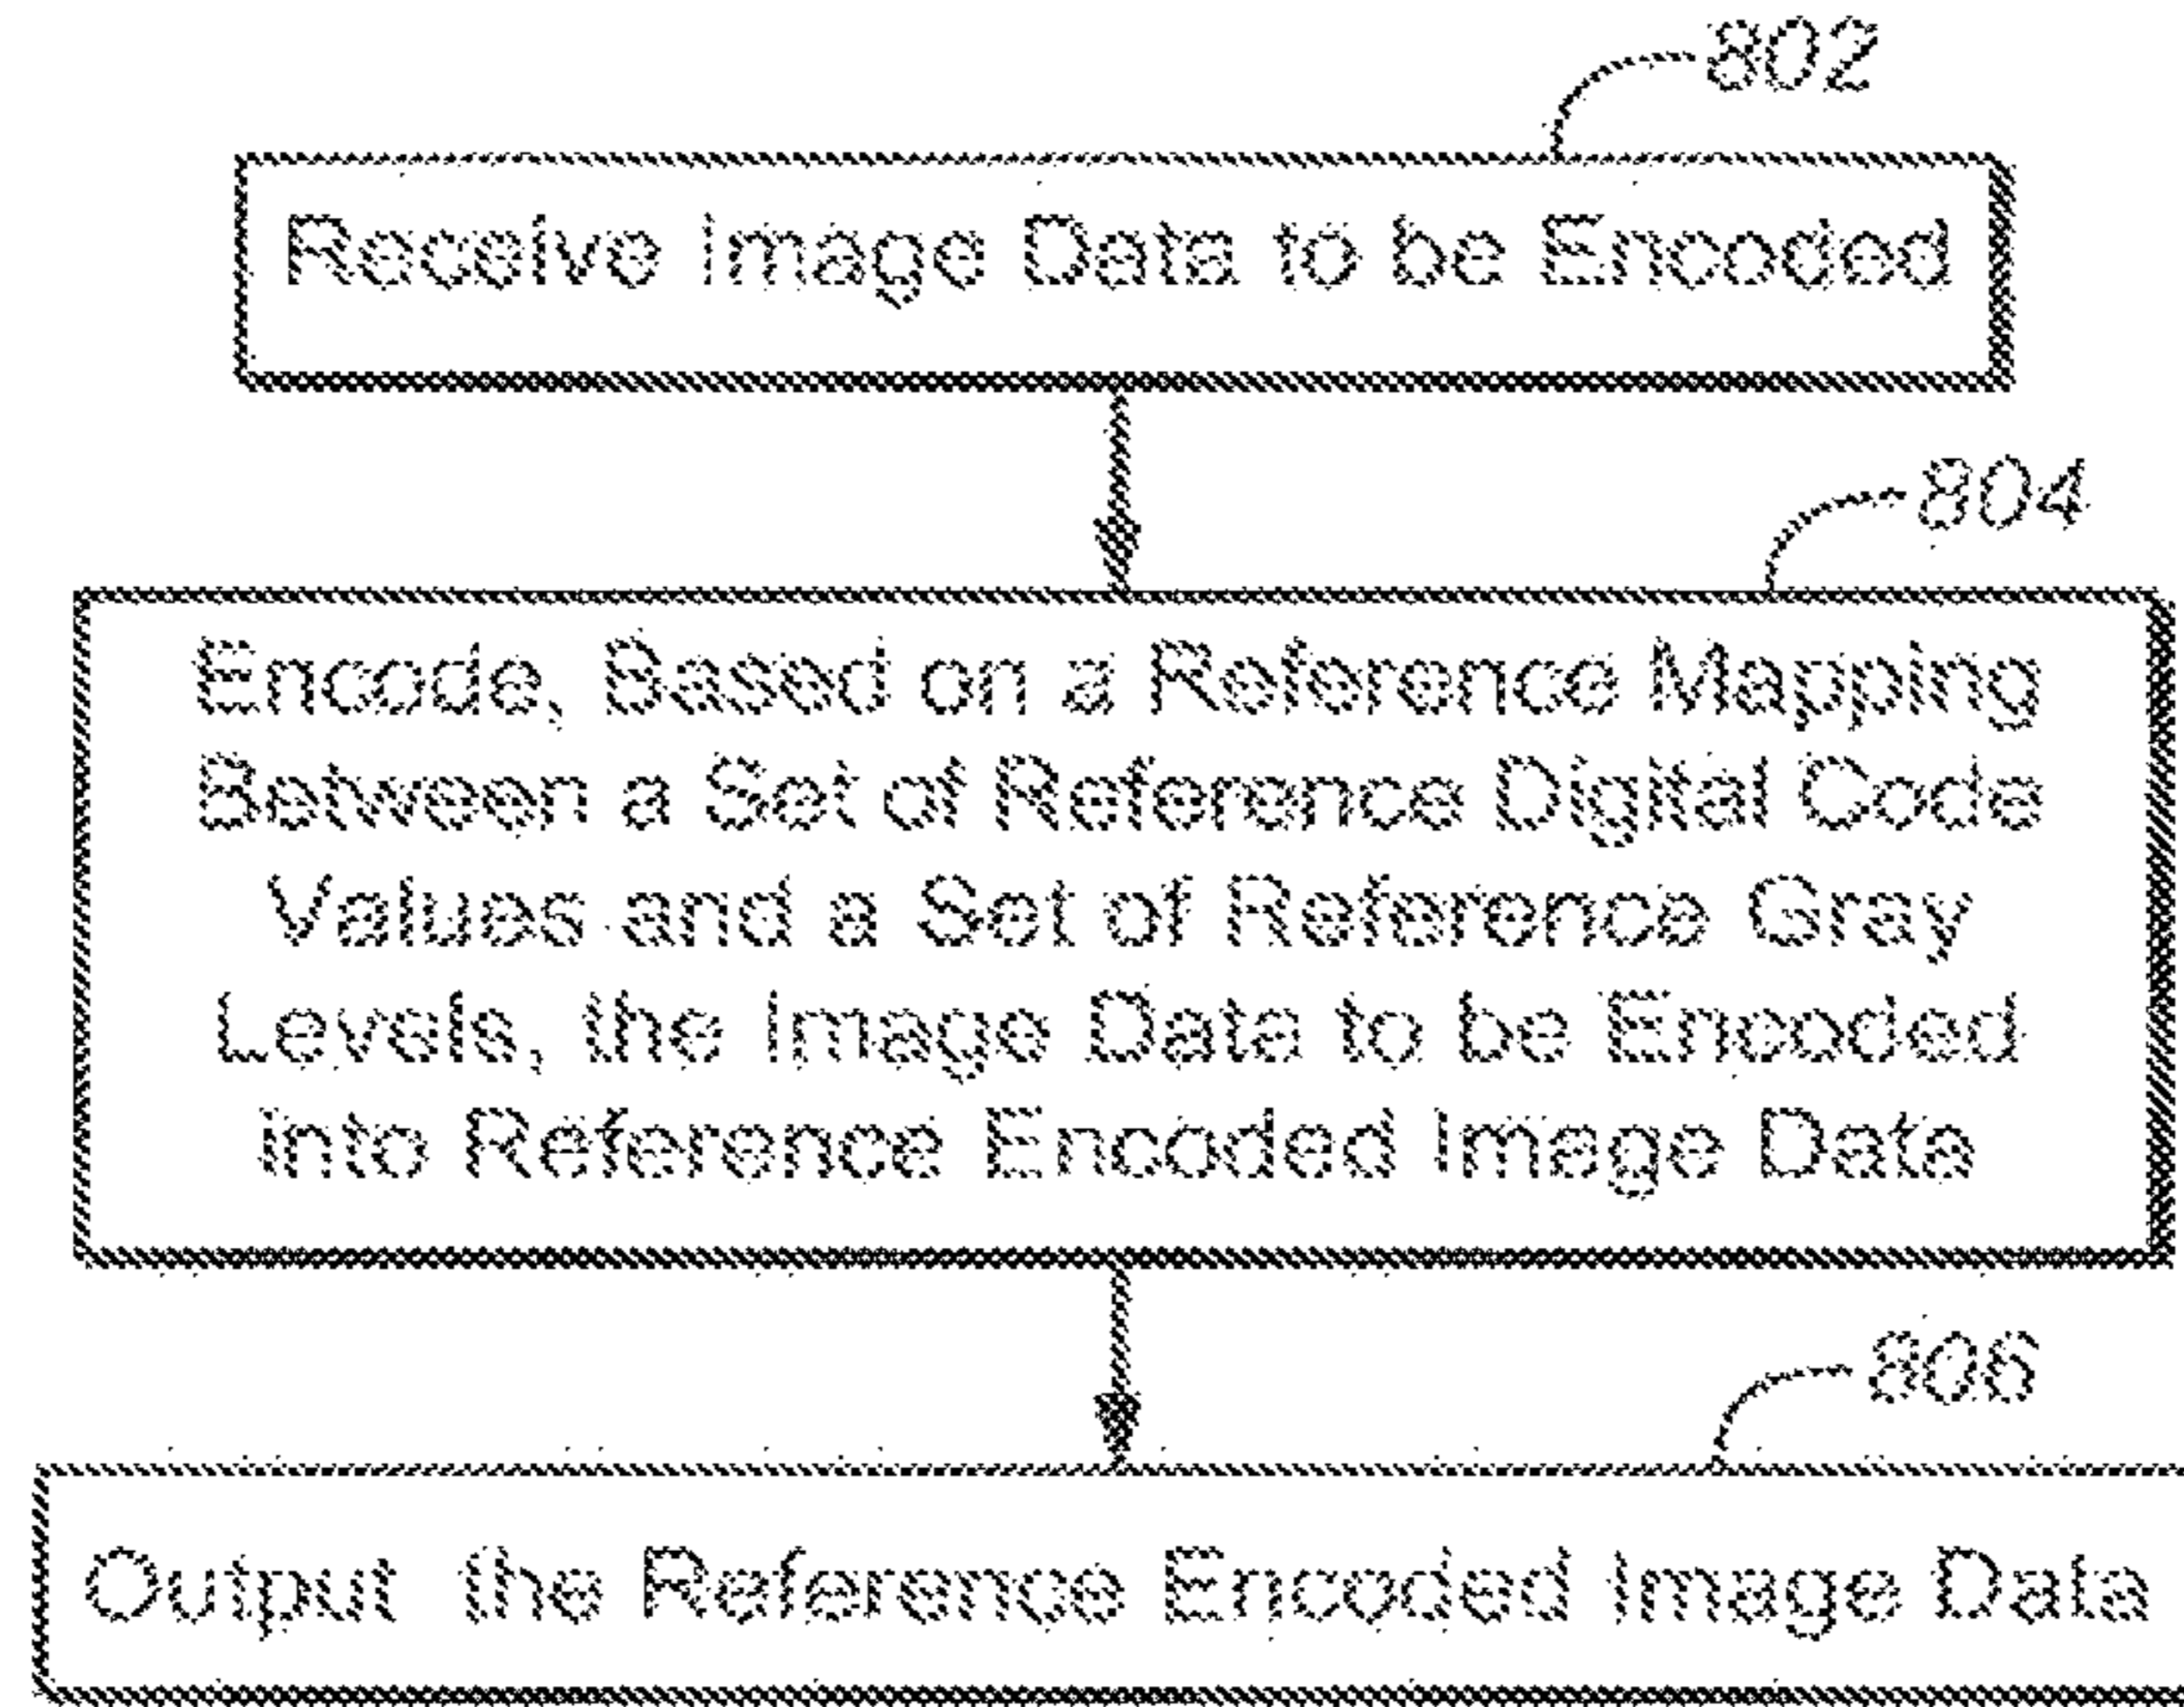 802
Receive Image Data to be Encoded
804
Encode, Based on a Reference Mapping
Between a Set of Reference Digital Code
Values and a Set of Reference Gray
Levels, the Image Data to be Encoded
into Reference Encoded Image Data
806
Output the Reference Encoded Image Data